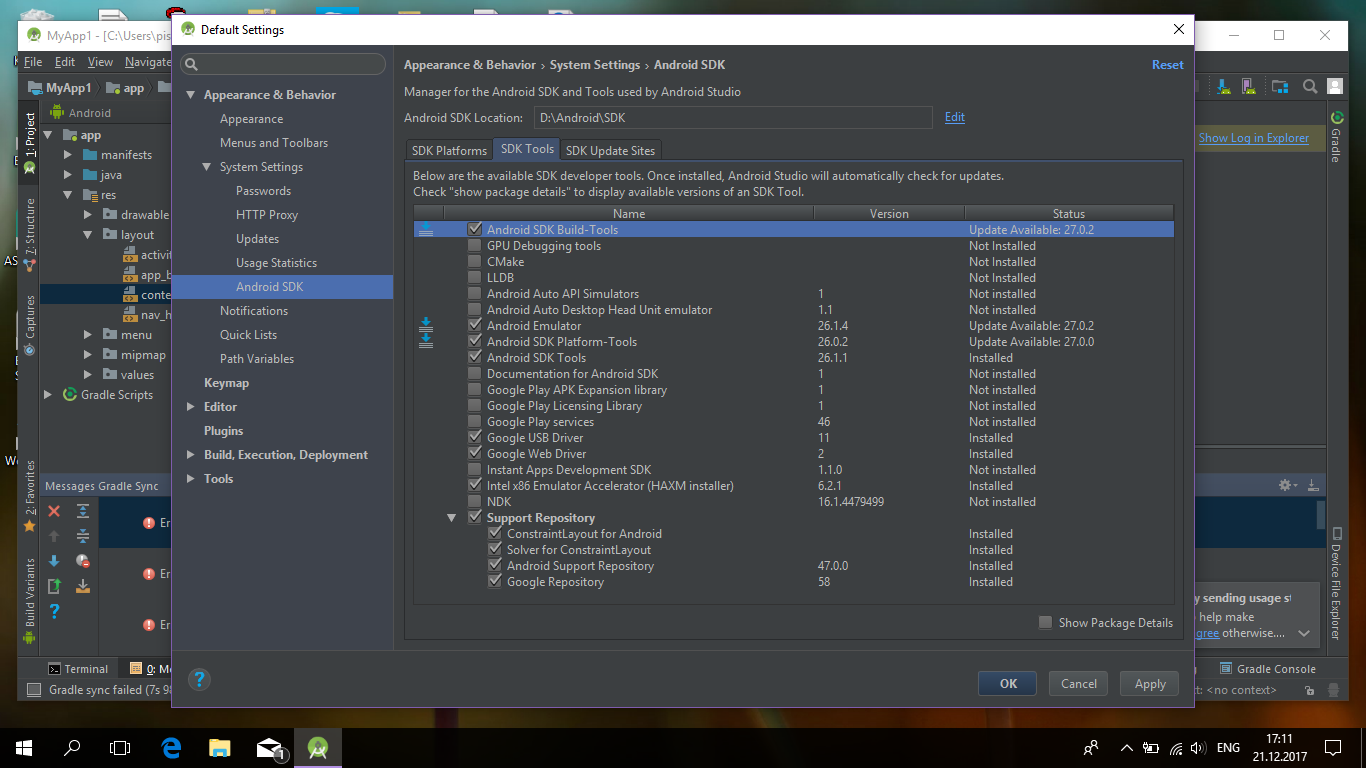 MyApp1 - [C:\Users\pis
Default Settings
File Edit View Navigate
MyApp1 app
Android
app
manifests
java
res
drawable
layout
activit
app_b
conte
nav_h
menu
mipmap
values
Gradle Scripts
1: Project
7: Structure
Captures
2: Favorites
Build Variants
Messages Gradle Sync
Er
Er
Er
Terminal
0: Me
Gradle sync failed (7s 98
Appearance & Behavior
Appearance
Menus and Toolbars
System Settings
Passwords
HTTP Proxy
Updates
Usage Statistics
Android SDK
Notifications
Quick Lists
Path Variables
Keymap
Editor
Plugins
Build, Execution, Deployment
Tools
Appearance & Behavior › System Settings › Android SDK
Reset
Manager for the Android SDK and Tools used by Android Studio
Android SDK Location: D:\Android\SDK Edit
SDK Platforms SDK Tools SDK Update Sites
Below are the available SDK developer tools. Once installed, Android Studio will automatically check for updates.
Check "show package details" to display available versions of an SDK Tool.
Name Version Status
Android SDK Build-Tools Update Available: 27.0.2
GPU Debugging tools Not Installed
CMake Not Installed
LLDB Not Installed
Android Auto API Simulators 1 Not installed
Android Auto Desktop Head Unit emulator 1.1 Not installed
Android Emulator 26.1.4 Update Available: 27.0.2
Android SDK Platform-Tools 26.0.2 Update Available: 27.0.0
Android SDK Tools 26.1.1 Installed
Documentation for Android SDK 1 Not installed
Google Play APK Expansion library 1 Not installed
Google Play Licensing Library 1 Not installed
Google Play services 46 Not installed
Google USB Driver 11 Installed
Google Web Driver 2 Installed
Instant Apps Development SDK 1.1.0 Not installed
Intel x86 Emulator Accelerator (HAXM installer) 6.2.1 Installed
NDK 16.1.4479499 Not installed
Support Repository
ConstraintLayout for Android Installed
Solver for ConstraintLayout Installed
Android Support Repository 47.0.0 Installed
Google Repository 58 Installed
Show Package Details
OK Cancel Apply
Show Log in Explorer
Gradle
Device File Explorer
y sending usage st
help make
gree otherwise....
Gradle Console
t: <no context>
1
ENG
17:11
21.12.2017